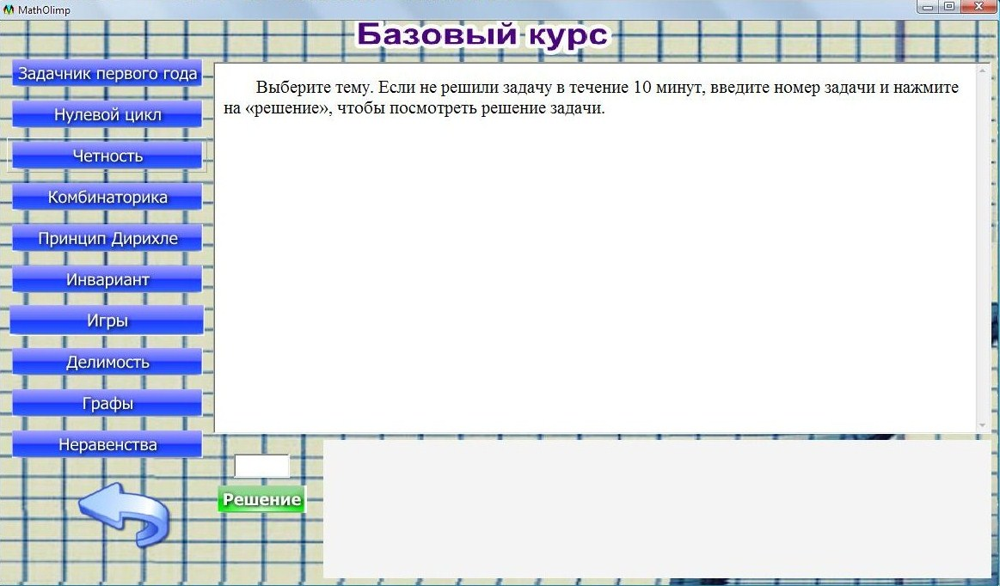 MathOlimp
Базовый курс
Задачник первого года
Нулевой цикл
Четность
Комбинаторика
Принцип Дирихле
Инвариант
Игры
Делимость
Графы
Неравенства
Выберите тему. Если не решили задачу в течение 10 минут, введите номер задачи и нажмите
на «решение», чтобы посмотреть решение задачи.
Решение